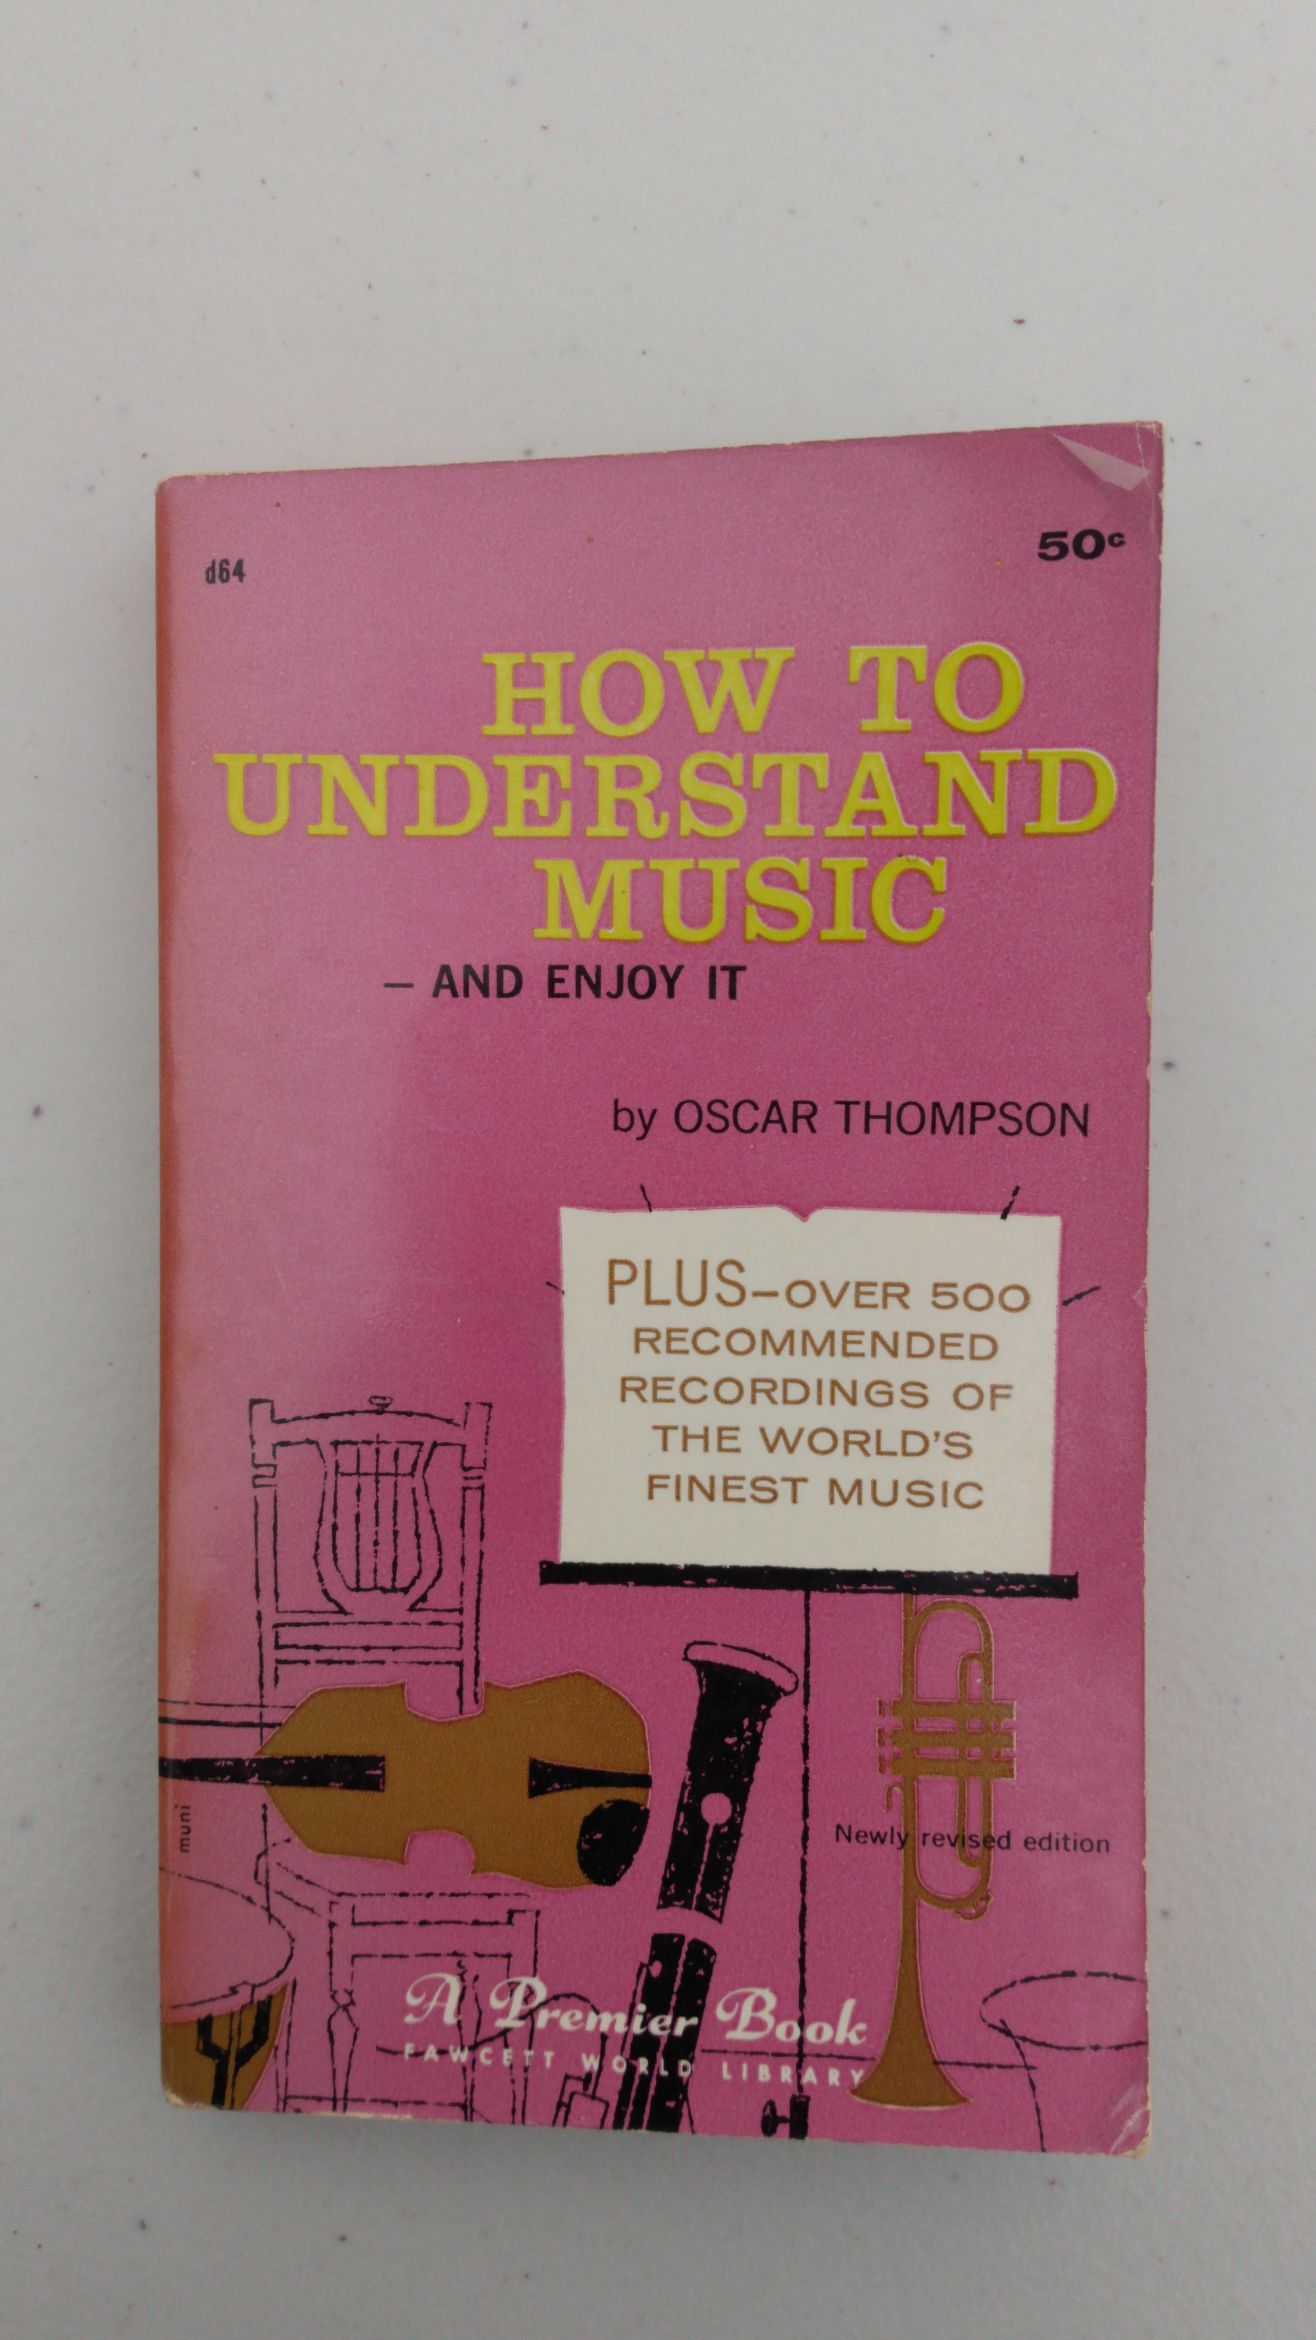 d64
50¢
HOW TO
UNDERSTAND
MUSIC
– AND ENJOY IT
by OSCAR THOMPSON
PLUS–OVER 500
RECOMMENDED
RECORDINGS OF
THE WORLD'S
FINEST MUSIC
muni
Newly revised edition
A Premier Book
FAWCETT WORLD LIBRARY